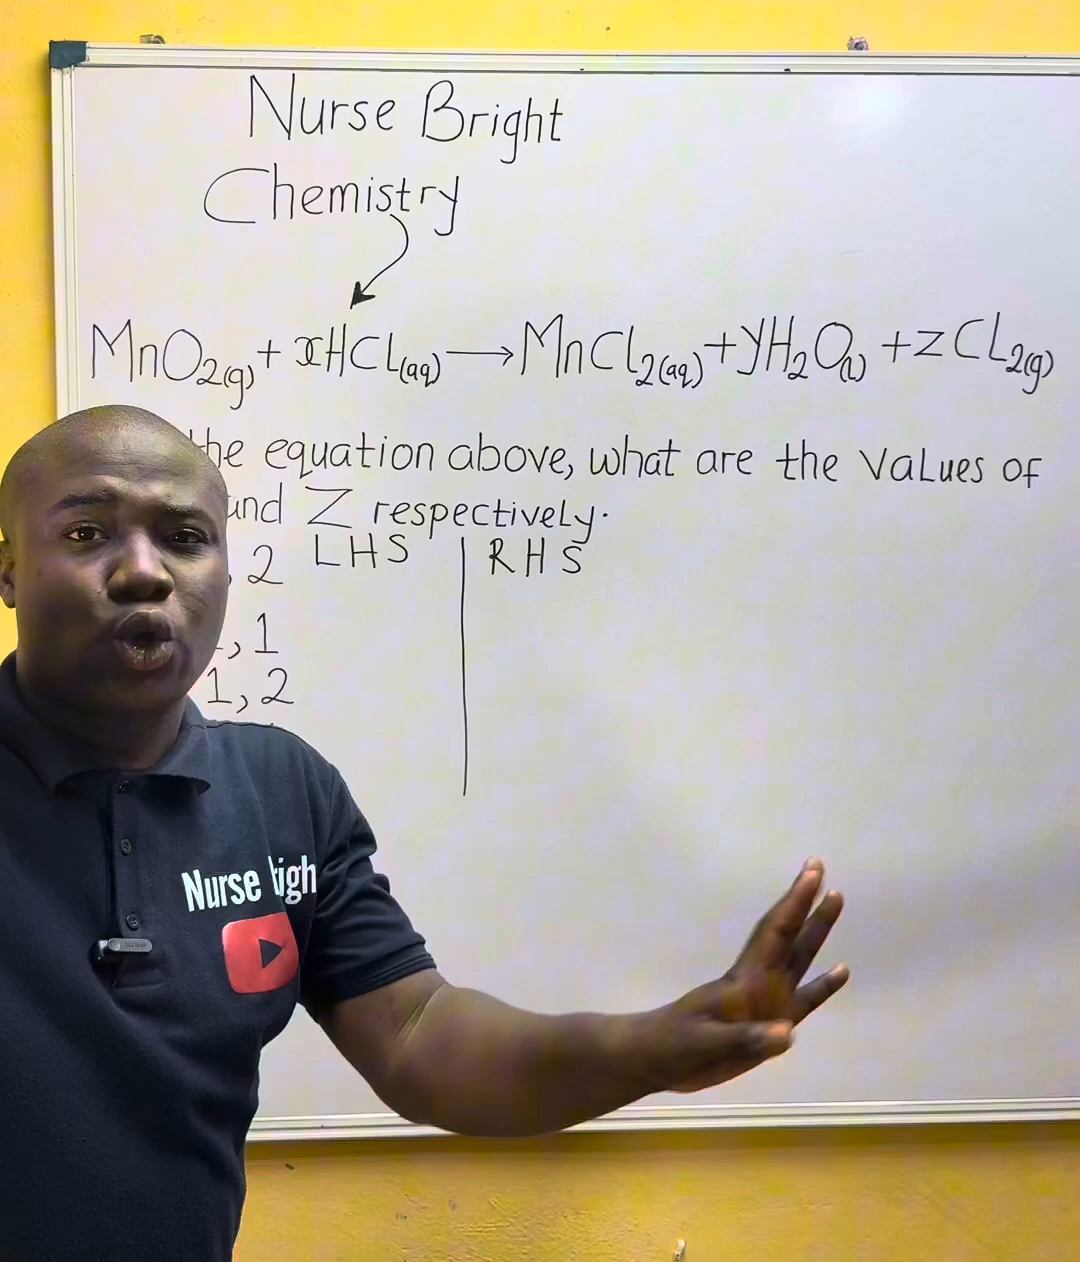 Nurse Bright
Chemistry
MnO₂(g) + xHCL(aq) → MnCl₂(aq) + yH₂O(l) + zCL₂(g)
the equation above, what are the values of
and Z respectively.
, 2 LHS RHS
, 1
1, 2
Nurse